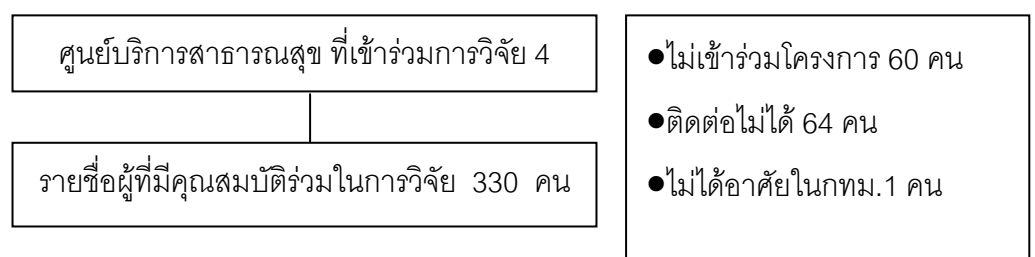 ศูนย์บริการสาธารณสุข ที่เข้าร่วมการวิจัย 4
รายชื่อผู้ที่มีคุณสมบัติร่วมในการวิจัย 330 คน
●ไม่เข้าร่วมโครงการ 60 คน
●ติดต่อไม่ได้ 64 คน
●ไม่ได้อาศัยในกทม.1 คน